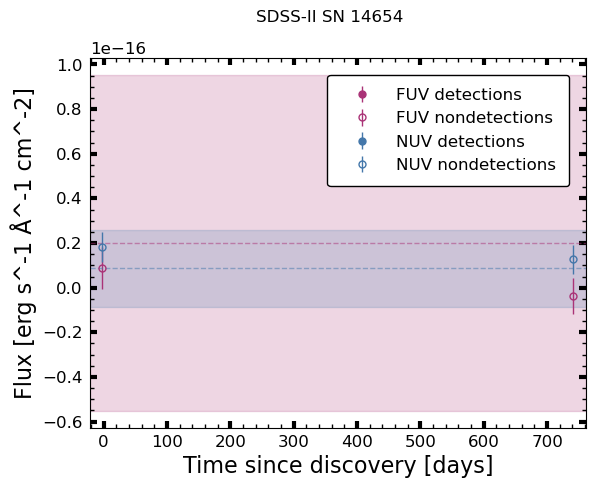 SDSS-II SN 14654
1e−16
1.0
0.8
0.6
0.4
0.2
0.0
−0.2
−0.4
−0.6
Flux [erg s^-1 Å^-1 cm^-2]
FUV detections
FUV nondetections
NUV detections
NUV nondetections
0 100 200 300 400 500 600 700
Time since discovery [days]